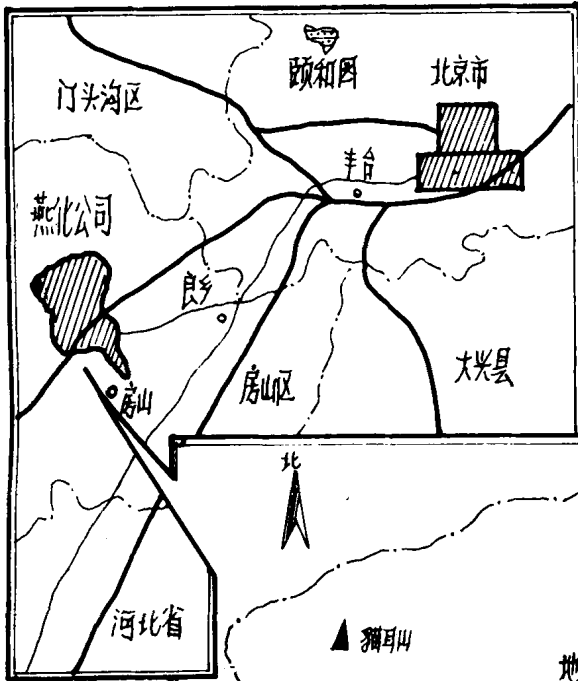 颐和园
北京市
门头沟区
丰台
燕化公司
良乡
房山
房山区
大兴县
北
河北省
猫耳山
地